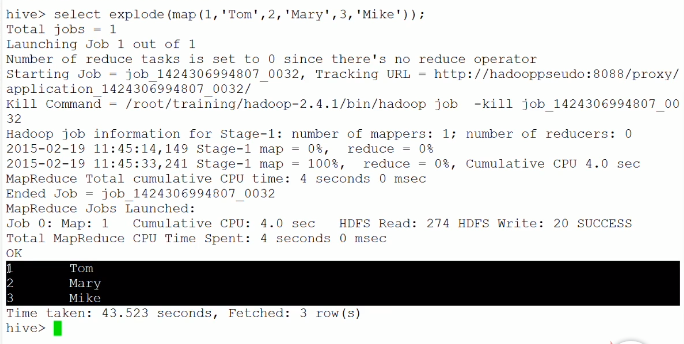 hive> select explode(map(1,'Tom',2,'Mary',3,'Mike'));
Total jobs = 1
Launching Job 1 out of 1
Number of reduce tasks is set to 0 since there's no reduce operator
Starting Job = job_1424306994807_0032, Tracking URL = http://hadooppseudo:8088/proxy/
application_1424306994807_0032/
Kill Command = /root/training/hadoop-2.4.1/bin/hadoop job  -kill job_1424306994807_00
32
Hadoop job information for Stage-1: number of mappers: 1; number of reducers: 0
2015-02-19 11:45:14,149 Stage-1 map = 0%,  reduce = 0%
2015-02-19 11:45:33,241 Stage-1 map = 100%,  reduce = 0%, Cumulative CPU 4.0 sec
MapReduce Total cumulative CPU time: 4 seconds 0 msec
Ended Job = job_1424306994807_0032
MapReduce Jobs Launched:
Job 0: Map: 1   Cumulative CPU: 4.0 sec   HDFS Read: 274 HDFS Write: 20 SUCCESS
Total MapReduce CPU Time Spent: 4 seconds 0 msec
OK
1       Tom
2       Mary
3       Mike
Time taken: 43.523 seconds, Fetched: 3 row(s)
hive>